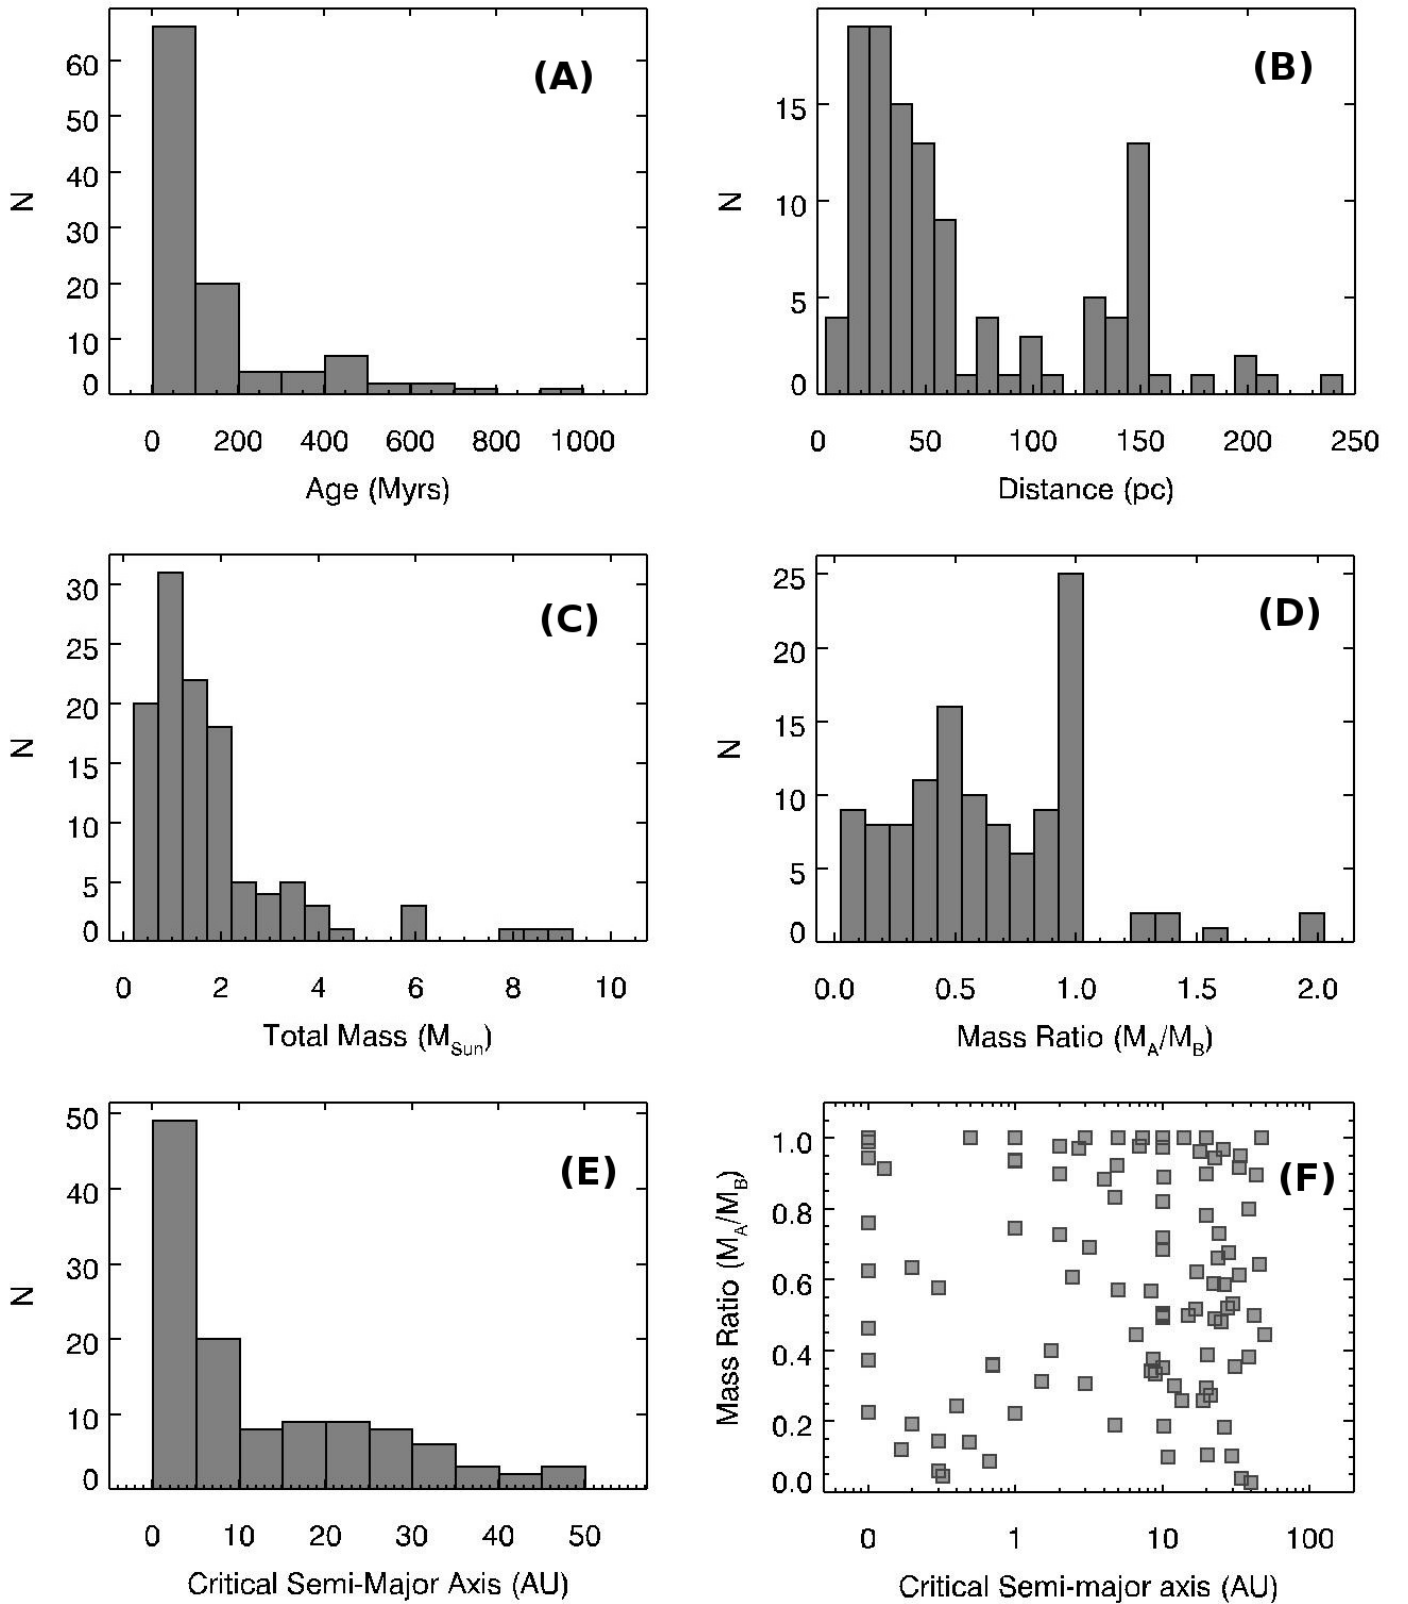 60
50
40
30
20
10
0
N
(A)
0 200 400 600 800 1000
Age (Myrs)
15
10
5
0
N
(B)
0 50 100 150 200 250
Distance (pc)
30
25
20
15
10
5
0
N
(C)
0 2 4 6 8 10
Total Mass (MSun)
25
20
15
10
5
0
N
(D)
0.0 0.5 1.0 1.5 2.0
Mass Ratio (MA/MB)
50
40
30
20
10
0
N
(E)
0 10 20 30 40 50
Critical Semi-Major Axis (AU)
1.0
0.8
0.6
0.4
0.2
0.0
Mass Ratio (MA/MB)
(F)
0 1 10 100
Critical Semi-major axis (AU)